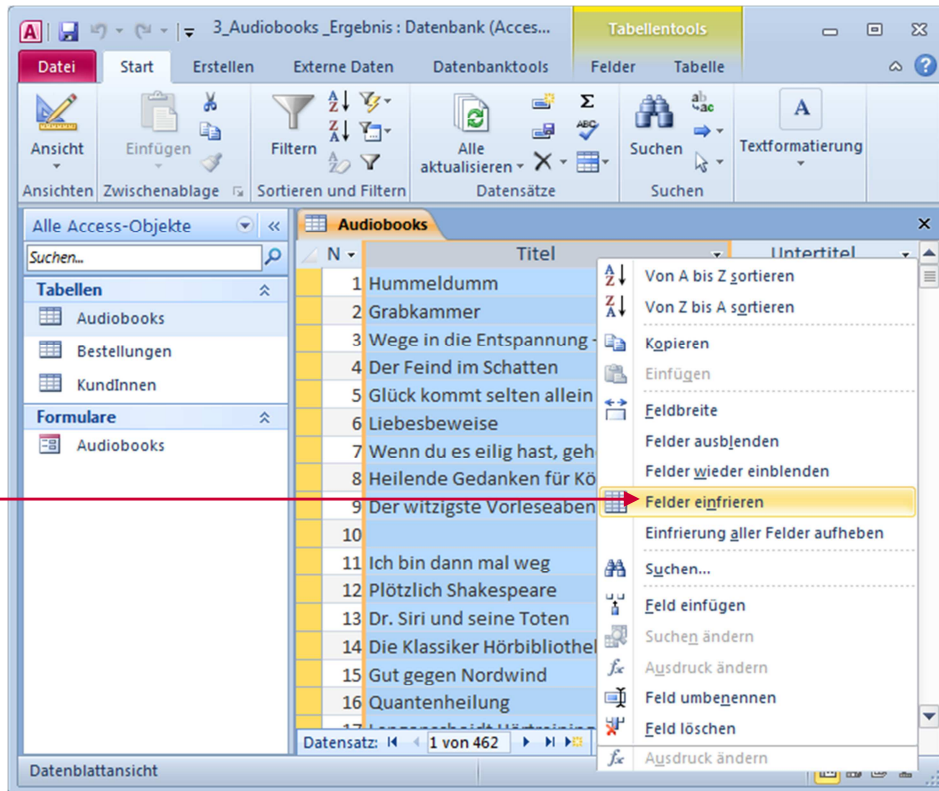 3_Audiobooks _Ergebnis : Datenbank (Acces...
Tabellentools
Datei Start Erstellen Externe Daten Datenbanktools Felder Tabelle
Ansicht
Einfügen
Filtern
Alle aktualisieren
Suchen
Textformatierung
Ansichten Zwischenablage Sortieren und Filtern Datensätze Suchen
Alle Access-Objekte
Suchen...
Tabellen
Audiobooks
Bestellungen
KundInnen
Formulare
Audiobooks
Audiobooks
N Titel Untertitel
1 Hummeldumm
2 Grabkammer
3 Wege in die Entspannung -
4 Der Feind im Schatten
5 Glück kommt selten allein
6 Liebesbeweise
7 Wenn du es eilig hast, geh
8 Heilende Gedanken für Kö
9 Der witzigste Vorleseaben
10
11 Ich bin dann mal weg
12 Plötzlich Shakespeare
13 Dr. Siri und seine Toten
14 Die Klassiker Hörbibliothe
15 Gut gegen Nordwind
16 Quantenheilung
Von A bis Z sortieren
Von Z bis A sortieren
Kopieren
Einfügen
Feldbreite
Felder ausblenden
Felder wieder einblenden
Felder einfrieren
Einfrierung aller Felder aufheben
Suchen...
Feld einfügen
Suchen ändern
Ausdruck ändern
Feld umbenennen
Feld löschen
Ausdruck ändern
Datensatz: 1 von 462
Datenblattansicht